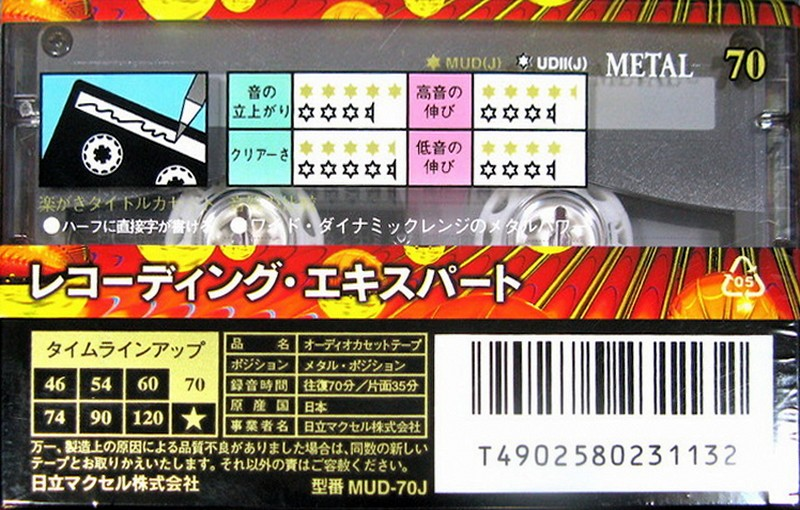 MUD(J) UDII(J) METAL 70
音の
立上がり
高音の
伸び
クリアーさ
低音の
伸び
楽がきタイトルカセット
●ハーフに直接字が書ける ●ワイド・ダイナミックレンジのメタルパワー
レコーディング・エキスパート
05
タイムラインアップ
46 54 60 70
74 90 120 ★
品名 オーディオカセットテープ
ポジション メタル・ポジション
録音時間 往復70分/片面35分
原産国 日本
事業者名 日立マクセル株式会社
万一、製造上の原因による品質不良がありました場合は、同数の新しい
テープとお取りかえいたします。それ以外の責はご容赦ください。
日立マクセル株式会社 型番 MUD-70J
T4902580231132